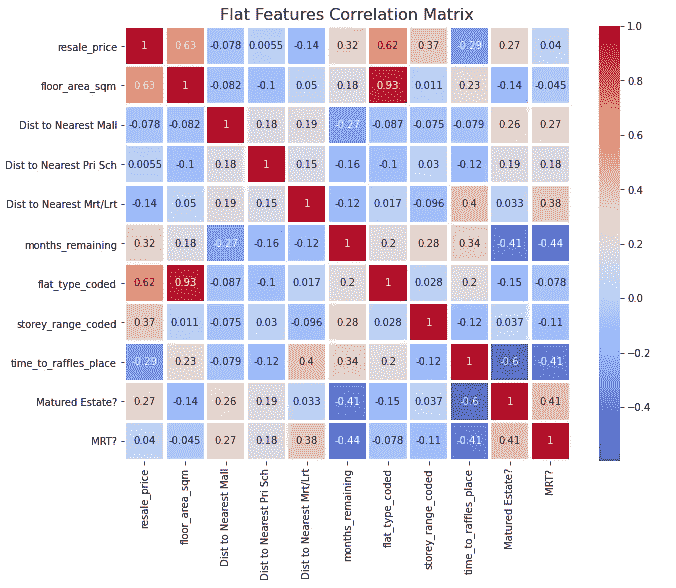 Flat Features Correlation Matrix
resale_price 1 0.63 -0.078 0.0055 -0.14 0.32 0.62 0.37 -0.29 0.27 0.04
floor_area_sqm 0.63 1 -0.082 -0.1 0.05 0.18 0.93 0.011 0.23 -0.14 -0.045
Dist to Nearest Mall -0.078 -0.082 1 0.18 0.19 -0.27 -0.087 -0.075 -0.079 0.26 0.27
Dist to Nearest Pri Sch 0.0055 -0.1 0.18 1 0.15 -0.16 -0.1 0.03 -0.12 0.19 0.18
Dist to Nearest Mrt/Lrt -0.14 0.05 0.19 0.15 1 -0.12 0.017 -0.096 0.4 0.033 0.38
months_remaining 0.32 0.18 -0.27 -0.16 -0.12 1 0.2 0.28 0.34 -0.41 -0.44
flat_type_coded 0.62 0.93 -0.087 -0.1 0.017 0.2 1 0.028 0.2 -0.15 -0.078
storey_range_coded 0.37 0.011 -0.075 0.03 -0.096 0.28 0.028 1 -0.12 0.037 -0.11
time_to_raffles_place -0.29 0.23 -0.079 -0.12 0.4 0.34 0.2 -0.12 1 -0.6 -0.41
Matured Estate? 0.27 -0.14 0.26 0.19 0.033 -0.41 -0.15 0.037 -0.6 1 0.41
MRT? 0.04 -0.045 0.27 0.18 0.38 -0.44 -0.078 -0.11 -0.41 0.41 1
resale_price
floor_area_sqm
Dist to Nearest Mall
Dist to Nearest Pri Sch
Dist to Nearest Mrt/Lrt
months_remaining
flat_type_coded
storey_range_coded
time_to_raffles_place
Matured Estate?
MRT?
1.0
0.8
0.6
0.4
0.2
0.0
−0.2
−0.4